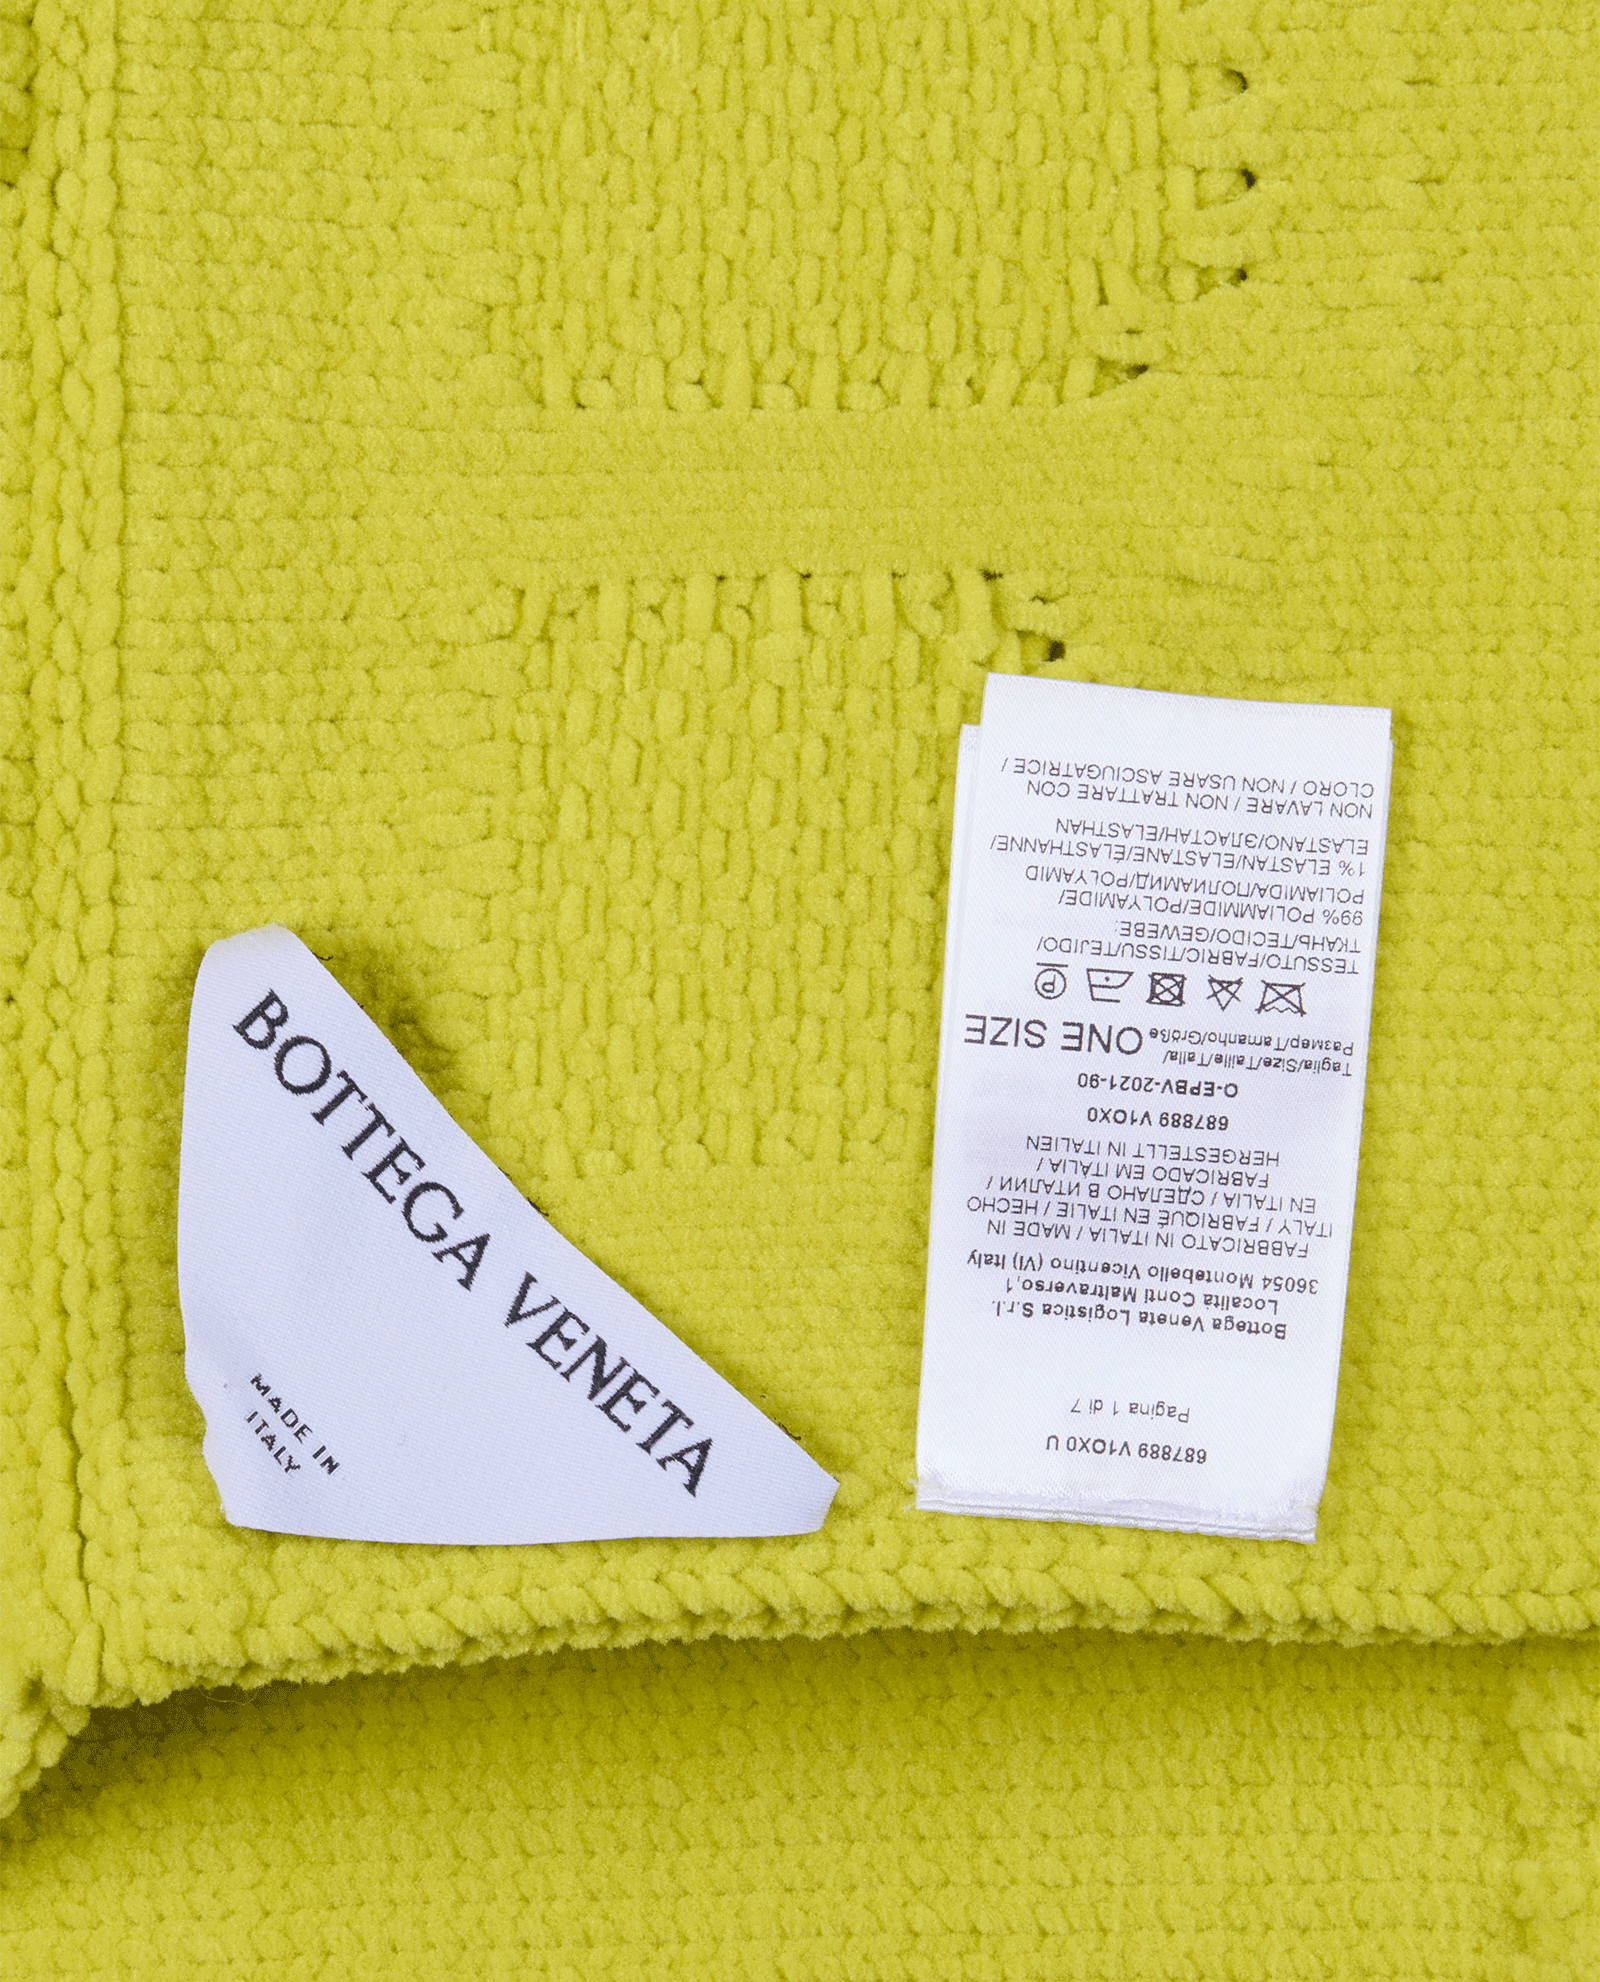 BOTTEGA VENETA
MADE IN
ITALY
687889 V1QX0 U
Pagina 1 di 7
Bottega Veneta Logistica S.r.l.
Località Conti Maltraverso,1
36054 Montebello Vicentino (VI) Italy
FABBRICATO IN ITALIA / MADE IN
ITALY / FABRIQUÉ EN ITALIE / HECHO
EN ITALIA / СДЕЛАНО В ИТАЛИИ /
FABRICADO EM ITÁLIA /
HERGESTELLT IN ITALIEN
687889 V1QX0
O-EPBV-2021-90
Taglia/Size/Taille/Talla/
Размер/Tamanho/Größe ONE SIZE
TESSUTO/FABRIC/TISSU/TEJIDO/
ТКАНЬ/TECIDO/GEWEBE:
99% POLIAMMIDE/POLYAMIDE/
POLIAMIDA/ПОЛИАМИД/POLYAMID
1% ELASTAN/ELASTANE/ÉLASTHANNE/
ELASTANO/ЭЛАСТАН/ELASTHAN
NON LAVARE / NON TRATTARE CON
CLORO / NON USARE ASCIUGATRICE /